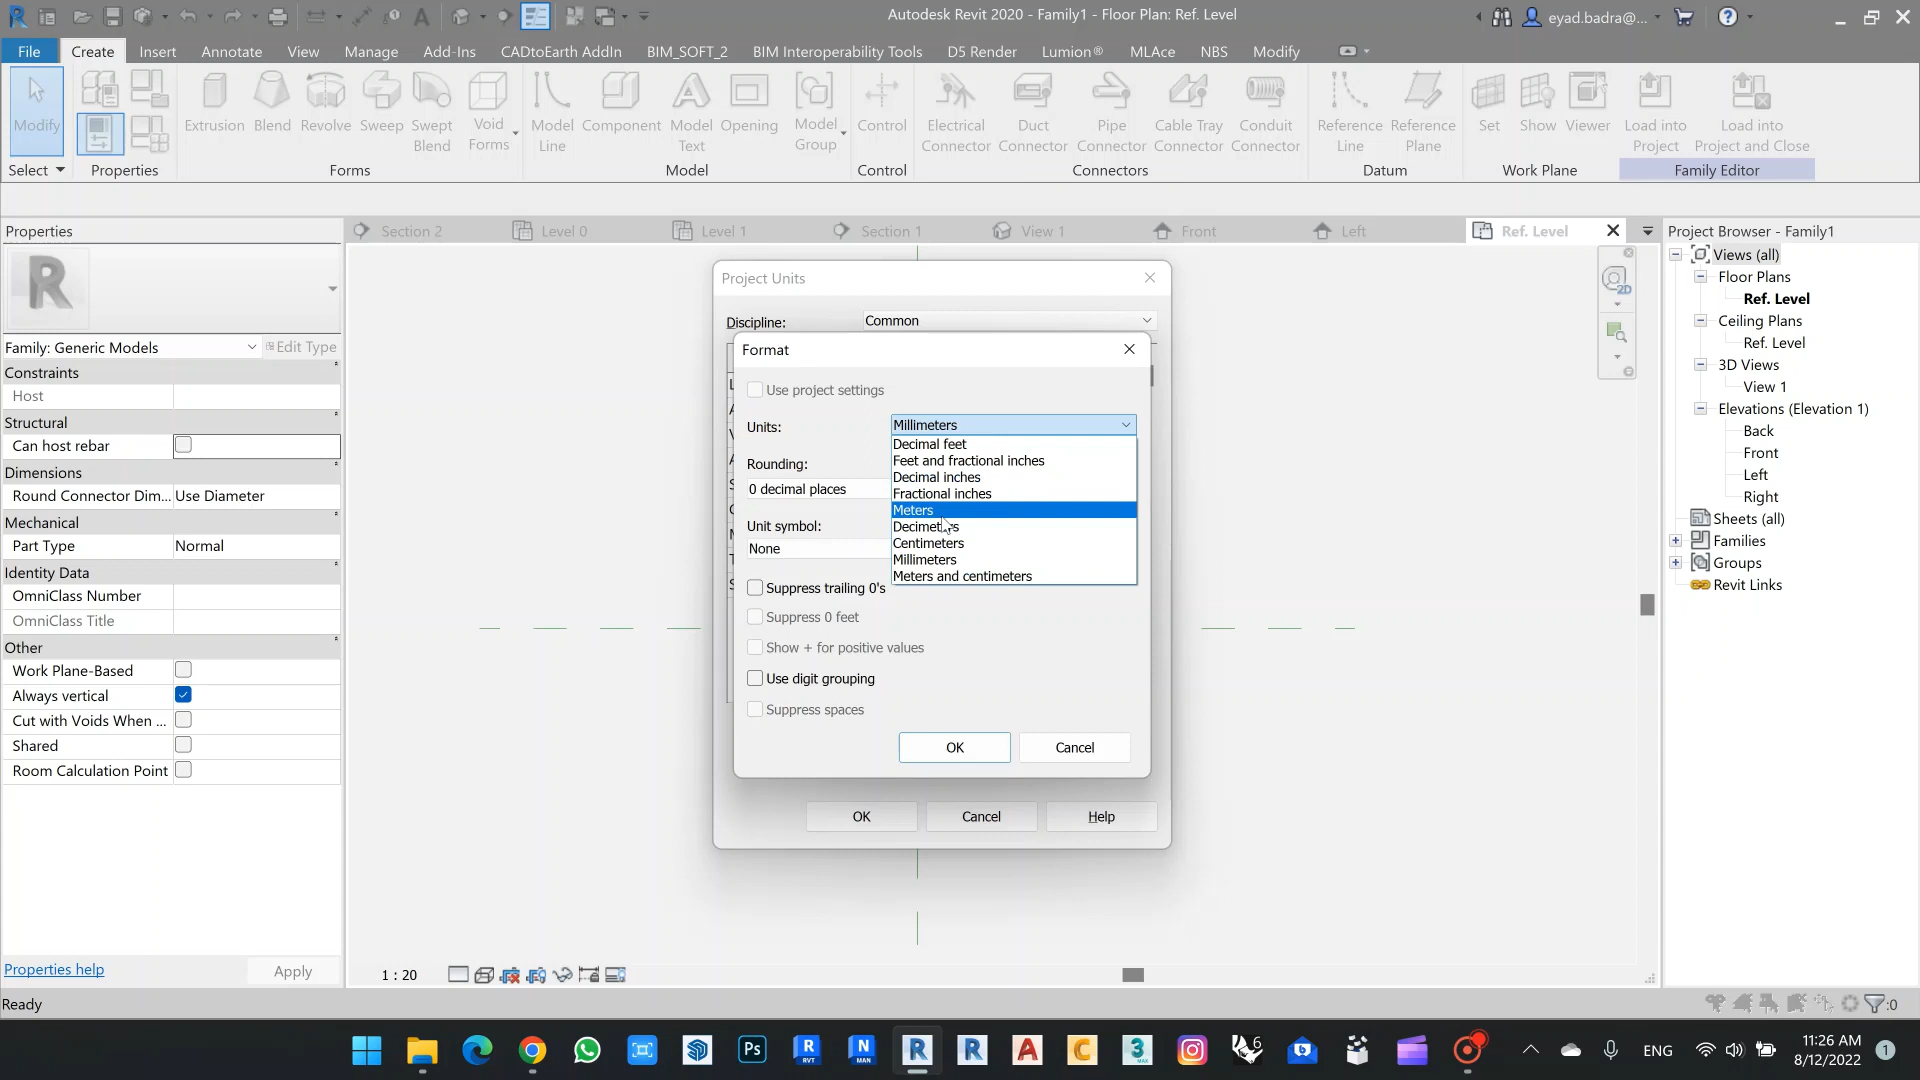 Autodesk Revit 2020 - Family1 - Floor Plan: Ref. Level
eyad.badra@...
File Create Insert Annotate View Manage Add-Ins CADtoEarth AddIn BIM_SOFT_2 BIM Interoperability Tools D5 Render Lumion® MLAce NBS Modify
Modify
Extrusion Blend Revolve Sweep Swept Blend Void Forms
Model Line Component Model Text Opening Model Group
Control
Electrical Connector Duct Connector Pipe Connector Cable Tray Connector Conduit Connector
Reference Line Reference Plane
Set Show Viewer
Load into Project Load into Project and Close
Select Properties Forms Model Control Connectors Datum Work Plane Family Editor
Properties
Section 2 Level 0 Level 1 Section 1 View 1 Front Left Ref. Level
Project Browser - Family1
R
Family: Generic Models
Edit Type
Constraints
Host
Structural
Can host rebar
Dimensions
Round Connector Dim... Use Diameter
Mechanical
Part Type Normal
Identity Data
OmniClass Number
OmniClass Title
Other
Work Plane-Based
Always vertical
Cut with Voids When ...
Shared
Room Calculation Point
Properties help
Apply
Project Units
Discipline: Common
Format
Use project settings
Units: Millimeters
Decimal feet
Feet and fractional inches
Decimal inches
Fractional inches
Meters
Decimeters
Centimeters
Millimeters
Meters and centimeters
Rounding:
0 decimal places
Unit symbol:
None
Suppress trailing 0's
Suppress 0 feet
Show + for positive values
Use digit grouping
Suppress spaces
OK Cancel
OK Cancel Help
2D
Views (all)
Floor Plans
Ref. Level
Ceiling Plans
Ref. Level
3D Views
View 1
Elevations (Elevation 1)
Back
Front
Left
Right
Sheets (all)
Families
Groups
Revit Links
1 : 20
Ready
:0
Ps
R RVT
N MAN
R
R
A
C
3 MAX
6
ENG
11:26 AM
8/12/2022
1